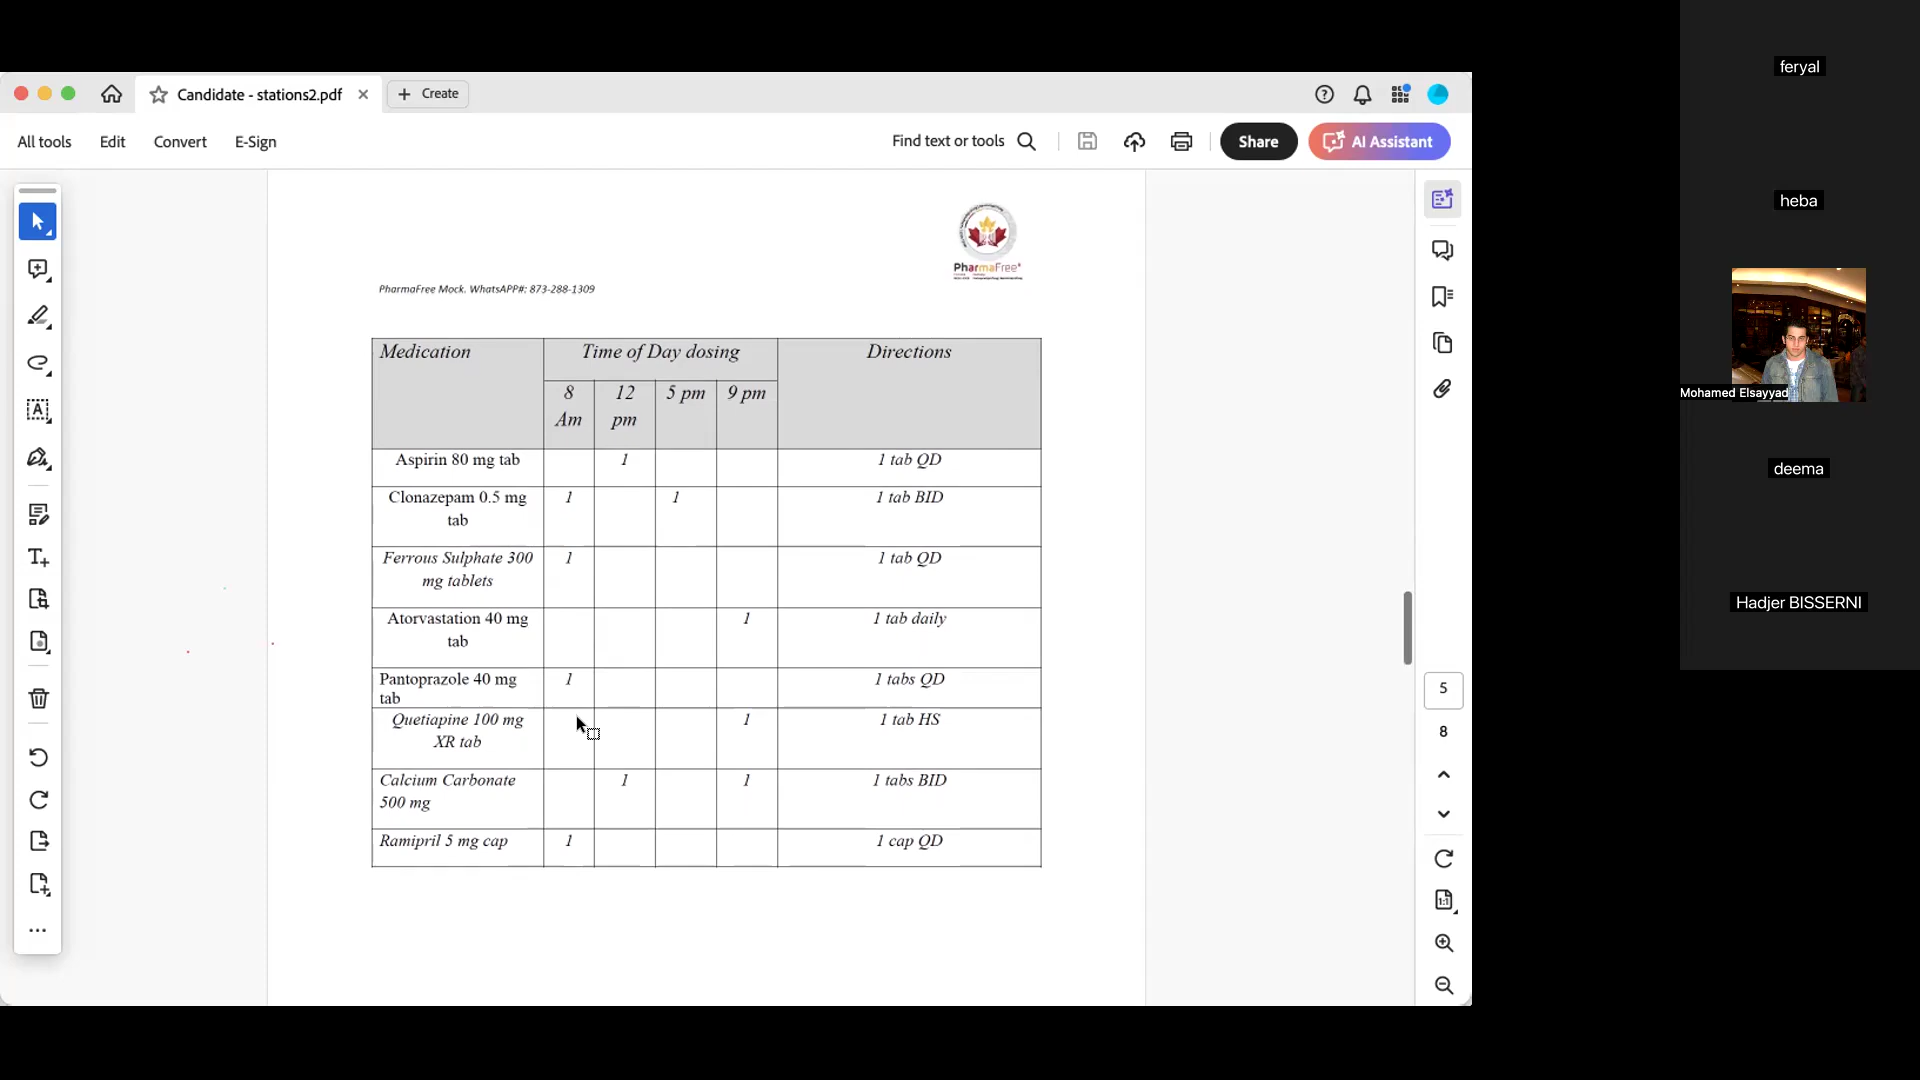 feryal
Candidate - stations2.pdf
Create
All tools
Edit
Convert
E-Sign
Find text or tools
Share
AI Assistant
heba
PharmaFree
PharmaFree Mock. WhatsAPP#: 873-288-1309
Medication Time of Day dosing Directions
8 Am 12 pm 5 pm 9 pm
Aspirin 80 mg tab 1 1 tab QD
Clonazepam 0.5 mg tab 1 1 1 tab BID
Ferrous Sulphate 300 mg tablets 1 1 tab QD
Atorvastation 40 mg tab 1 1 tab daily
Pantoprazole 40 mg tab 1 1 tabs QD
Quetiapine 100 mg XR tab 1 1 tab HS
Calcium Carbonate 500 mg 1 1 1 tabs BID
Ramipril 5 mg cap 1 1 cap QD
5
8
Mohamed Elsayyad
deema
Hadjer BISSERNI